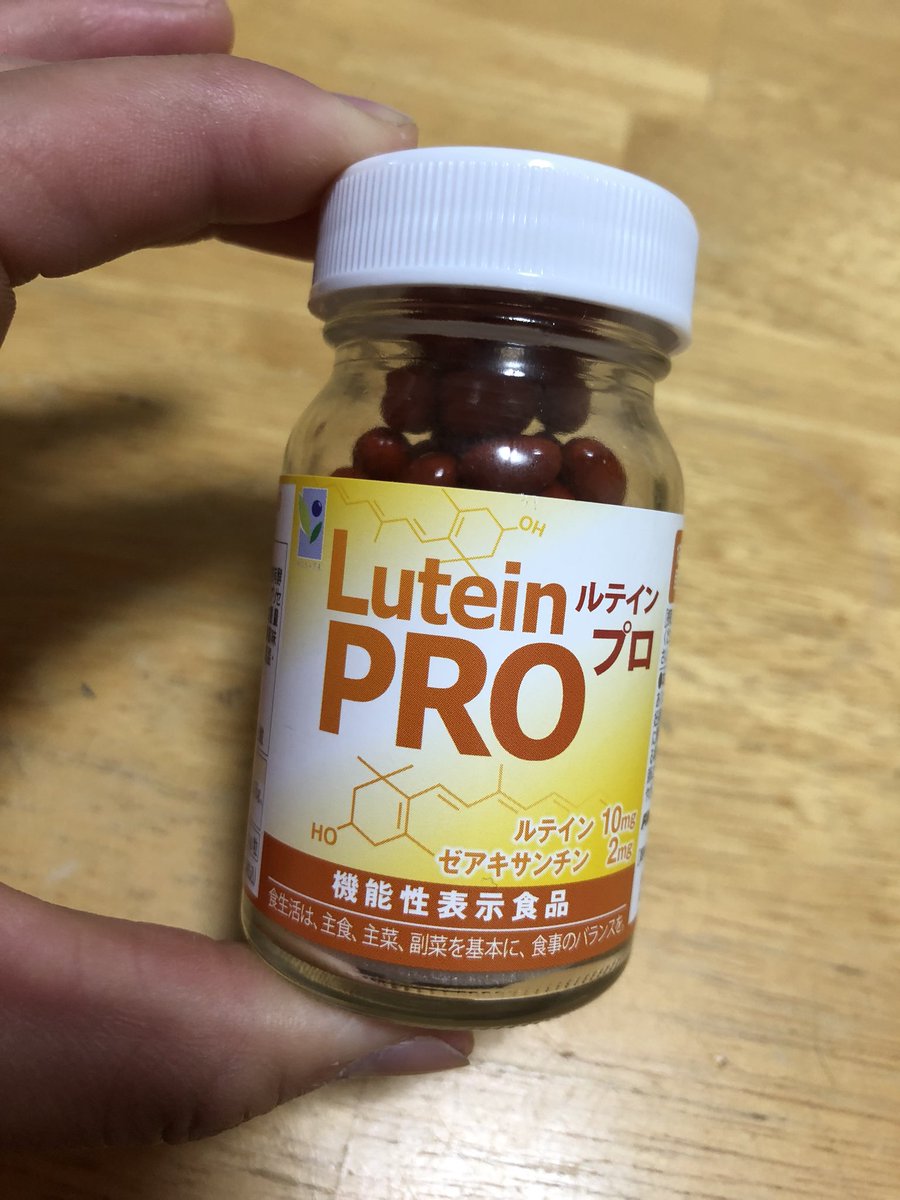 OH
Lutein
ルテイン
PRO
プロ
HO
ルテイン 10mg
ゼアキサンチン 2mg
機能性表示食品
食生活は、主食、主菜、副菜を基本に、食事のバランスを。